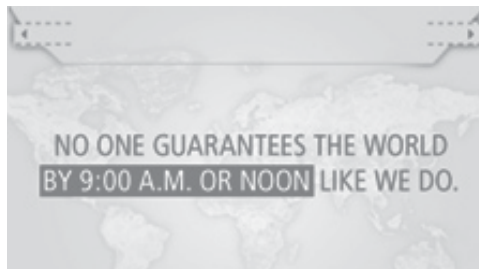 NO ONE GUARANTEES THE WORLD
BY 9:00 A.M. OR NOON LIKE WE DO.